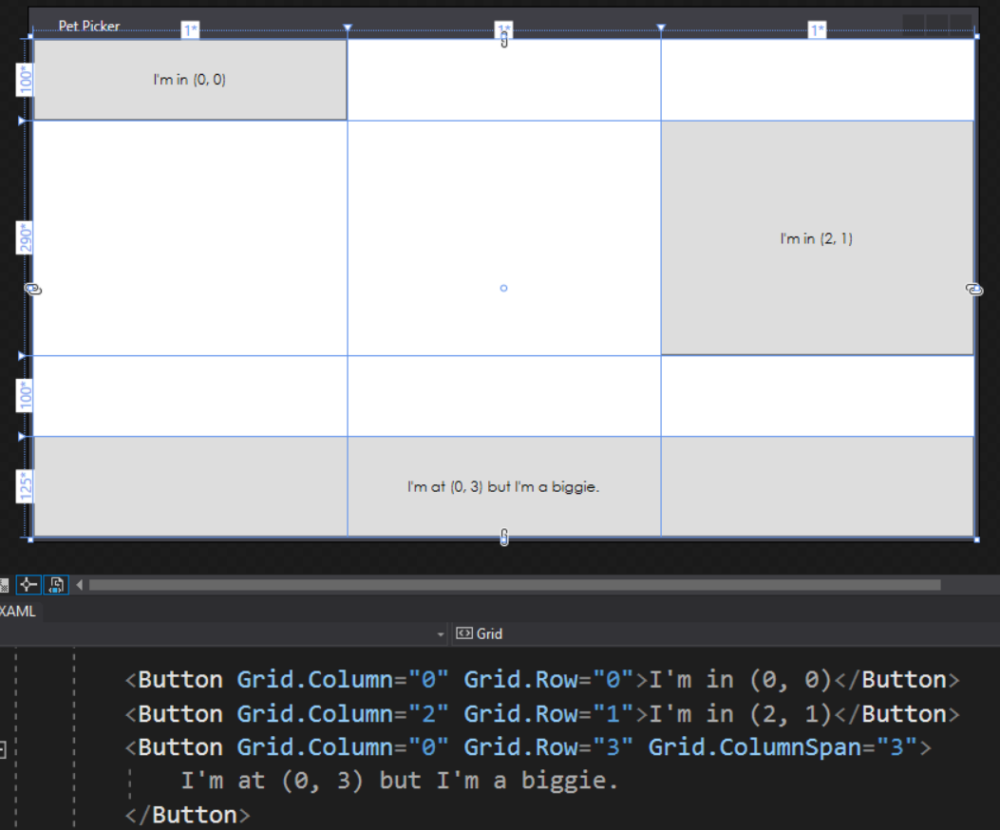 Pet Picker
1* 1* 1*
100*
I'm in (0, 0)
290*
I'm in (2, 1)
100*
125*
I'm at (0, 3) but I'm a biggie.
XAML
Grid
<Button Grid.Column="0" Grid.Row="0">I'm in (0, 0)</Button>
<Button Grid.Column="2" Grid.Row="1">I'm in (2, 1)</Button>
<Button Grid.Column="0" Grid.Row="3" Grid.ColumnSpan="3">
I'm at (0, 3) but I'm a biggie.
</Button>